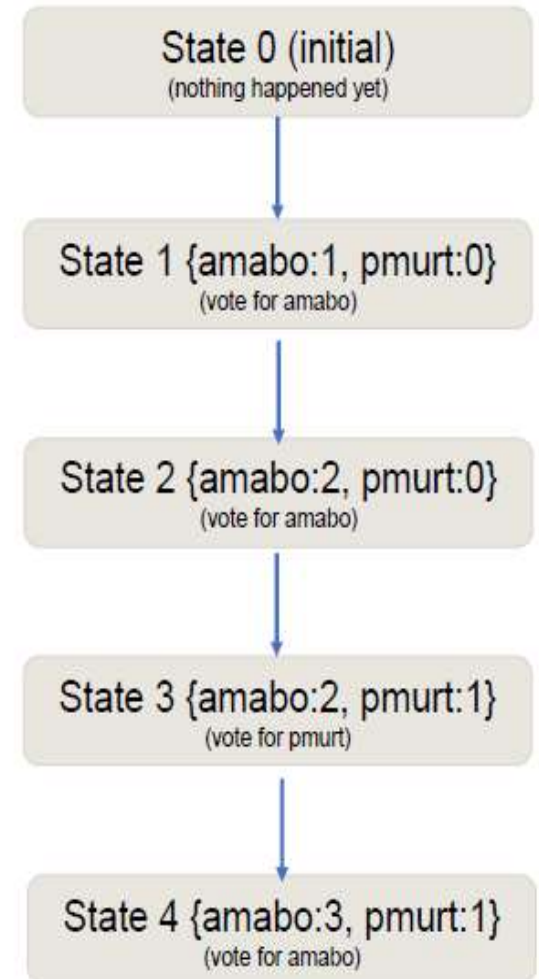 State 0 (initial)
(nothing happened yet)
State 1 {amabo:1, pmurt:0}
(vote for amabo)
State 2 {amabo:2, pmurt:0}
(vote for amabo)
State 3 {amabo:2, pmurt:1}
(vote for pmurt)
State 4 {amabo:3, pmurt:1}
(vote for amabo)